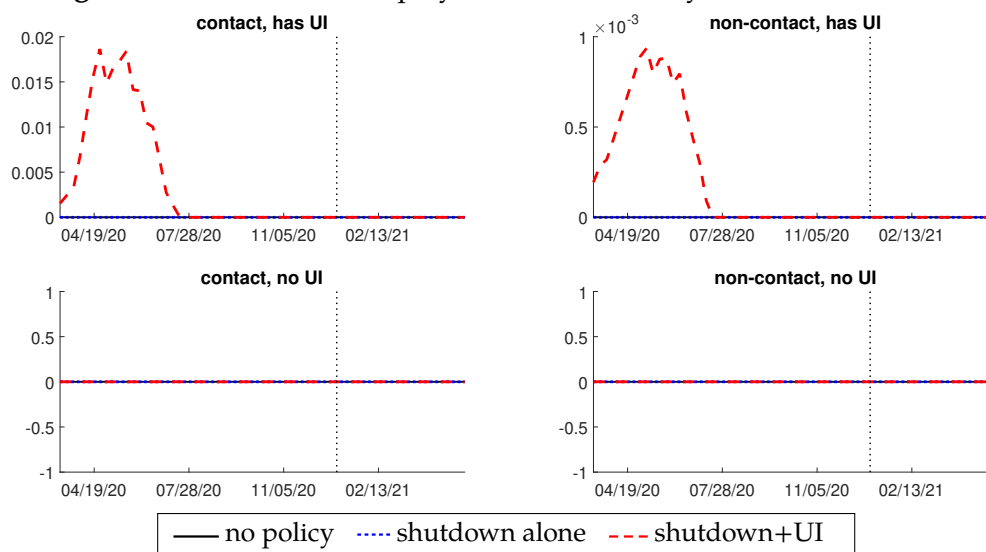 contact, has UI
0.02
0.015
0.01
0.005
0
04/19/20 07/28/20 11/05/20 02/13/21
non-contact, has UI
1 × 10⁻³
0.5
0
04/19/20 07/28/20 11/05/20 02/13/21
contact, no UI
1
0.5
0
-0.5
-1
04/19/20 07/28/20 11/05/20 02/13/21
non-contact, no UI
1
0.5
0
-0.5
-1
04/19/20 07/28/20 11/05/20 02/13/21
no policy shutdown alone shutdown+UI